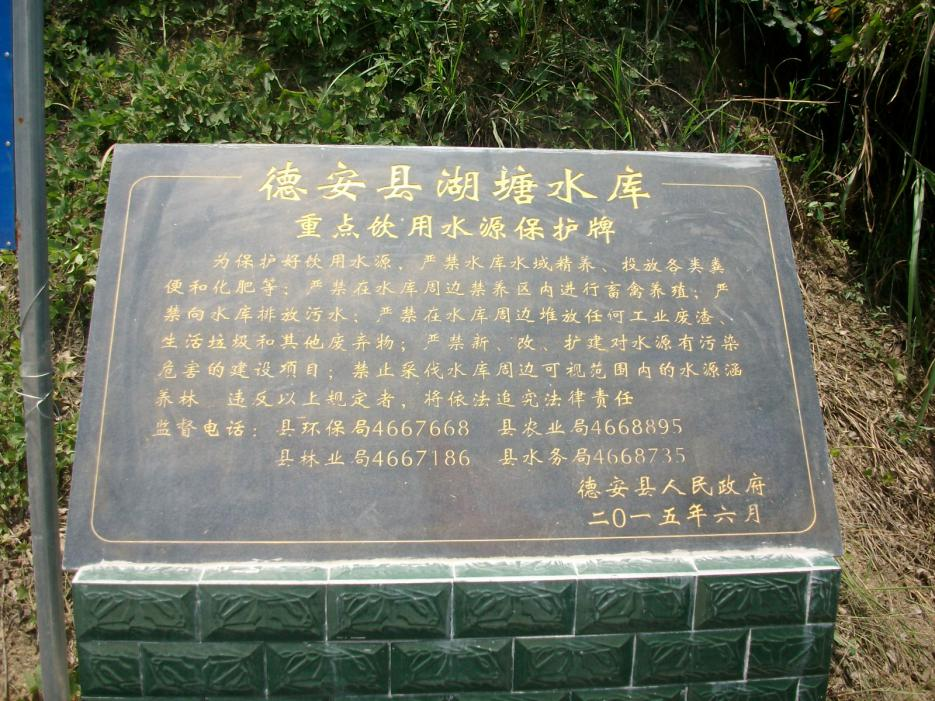 德安县湖塘水库
重点饮用水源保护牌
为保护好饮用水源，严禁水库水域精养、投放各类粪
便和化肥等；严禁在水库周边禁养区内进行畜禽养殖；严
禁向水库排放污水；严禁在水库周边堆放任何工业废渣、
生活垃圾和其他废弃物；严禁新、改、扩建对水源有污染
危害的建设项目；禁止采伐水库周边可视范围内的水源涵
养林 违反以上规定者，将依法追究法律责任
监督电话：县环保局4667668 县农业局4668895
县林业局4667186 县水务局4668735
德安县人民政府
二0一五年六月